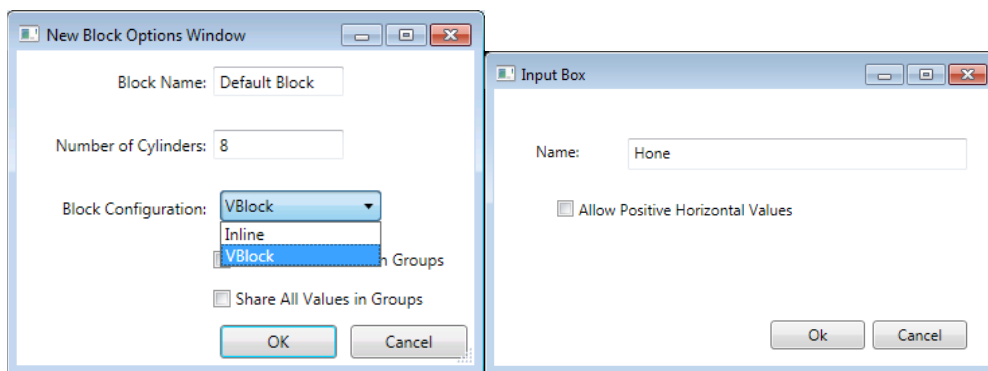 New Block Options Window
Block Name: Default Block
Number of Cylinders: 8
Block Configuration: VBlock
Inline
VBlock
n Groups
Share All Values in Groups
OK Cancel
Input Box
Name: Hone
Allow Positive Horizontal Values
Ok Cancel